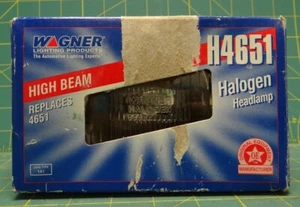 WAGNER
LIGHTING PRODUCTS
The Automotive Lighting Experts
H4651
HIGH BEAM
REPLACES
4651
Halogen
Headlamp